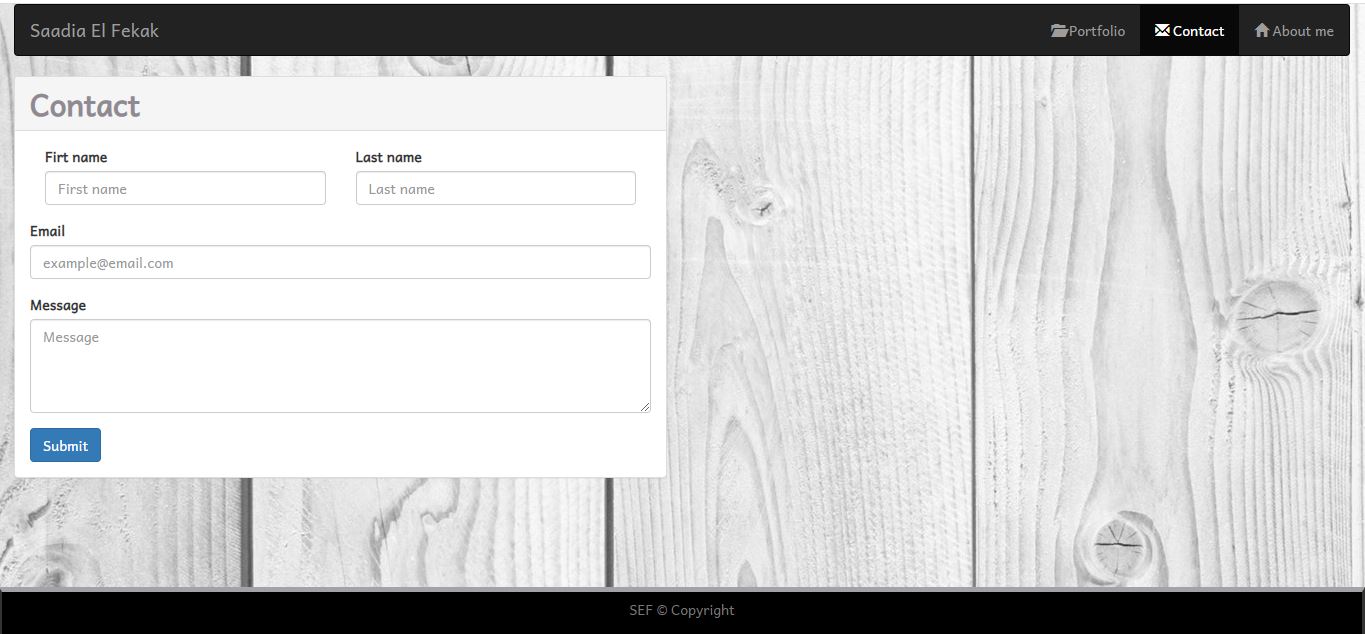 Saadia El Fekak Portfolio Contact About me
Contact
Firt name Last name
First name Last name
Email
example@email.com
Message
Message
Submit
SEF © Copyright